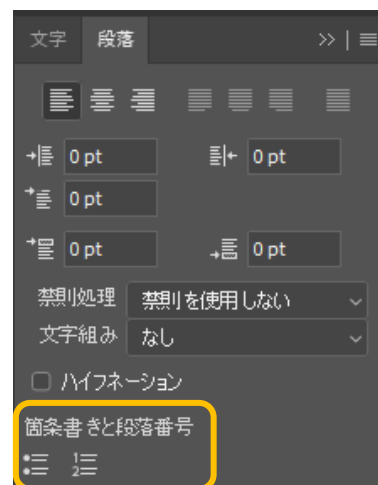 文字 段落
0 pt 0 pt
0 pt
0 pt 0 pt
禁則処理 禁則を使用しない
文字組み なし
ハイフネーション
箇条書きと段落番号